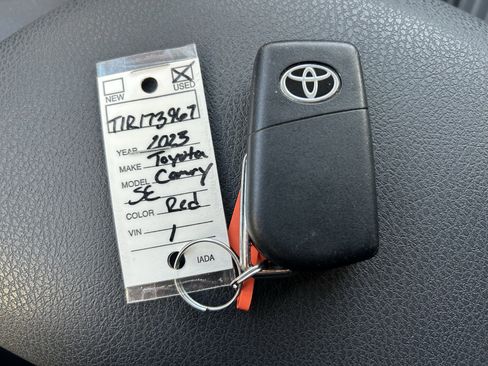 NEW USED
T1R173967
YEAR 2023
MAKE Toyota
MODEL Camry
SE
COLOR Red
VIN 1
IADA